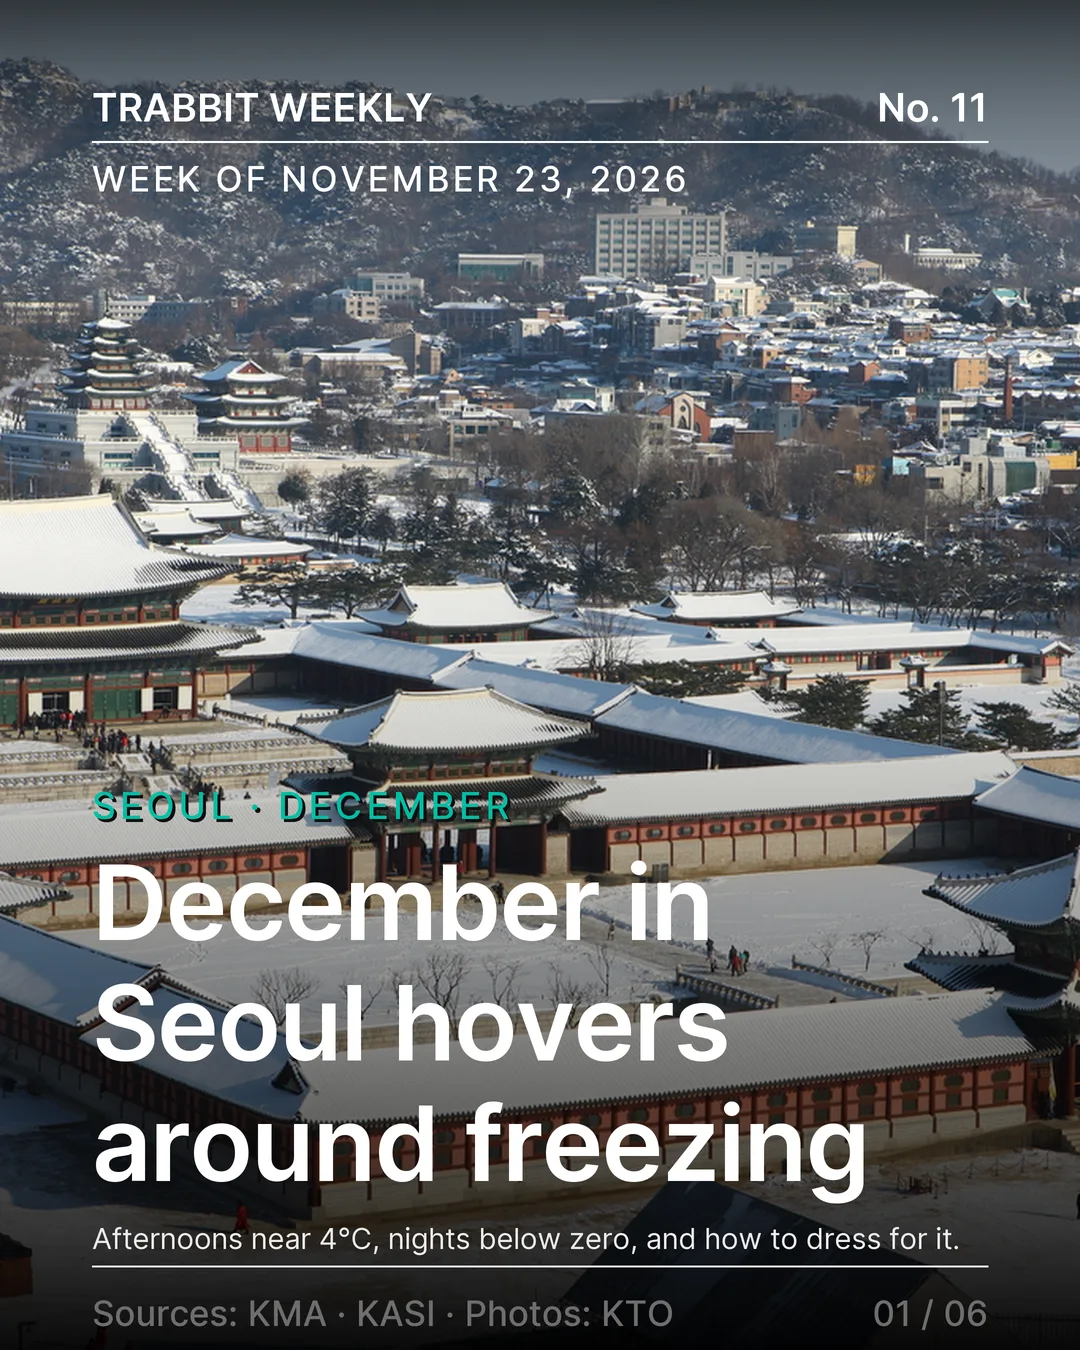 TRABBIT WEEKLY No. 11
WEEK OF NOVEMBER 23, 2026
SEOUL · DECEMBER
December in
Seoul hovers
around freezing
Afternoons near 4°C, nights below zero, and how to dress for it.
Sources: KMA · KASI · Photos: KTO 01 / 06